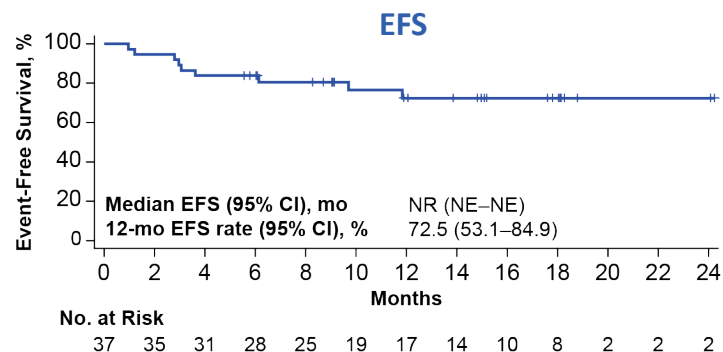 EFS
Event-Free Survival, %
100
80
60
40
20
0
Median EFS (95% CI), mo NR (NE–NE)
12-mo EFS rate (95% CI), % 72.5 (53.1–84.9)
0 2 4 6 8 10 12 14 16 18 20 22 24
Months
No. at Risk
37 35 31 28 25 19 17 14 10 8 2 2 2